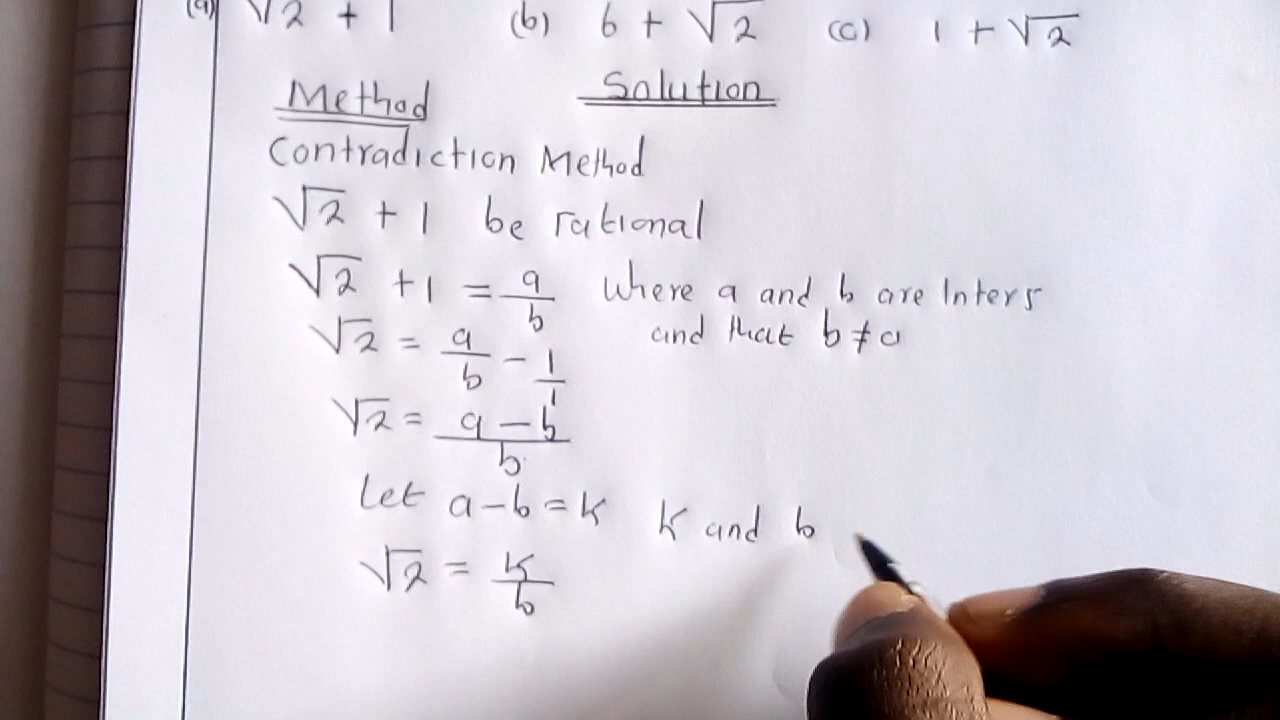 (a) √2 + 1 (b) 6 + √2 (c) 1 + √2
Method Solution
Contradiction Method
√2 + 1 be rational
√2 + 1 = a/b where a and b are Inters
and that b ≠ 0
√2 = a/b - 1/1
√2 = a - b/b
Let a - b = k k and b
√2 = k/b